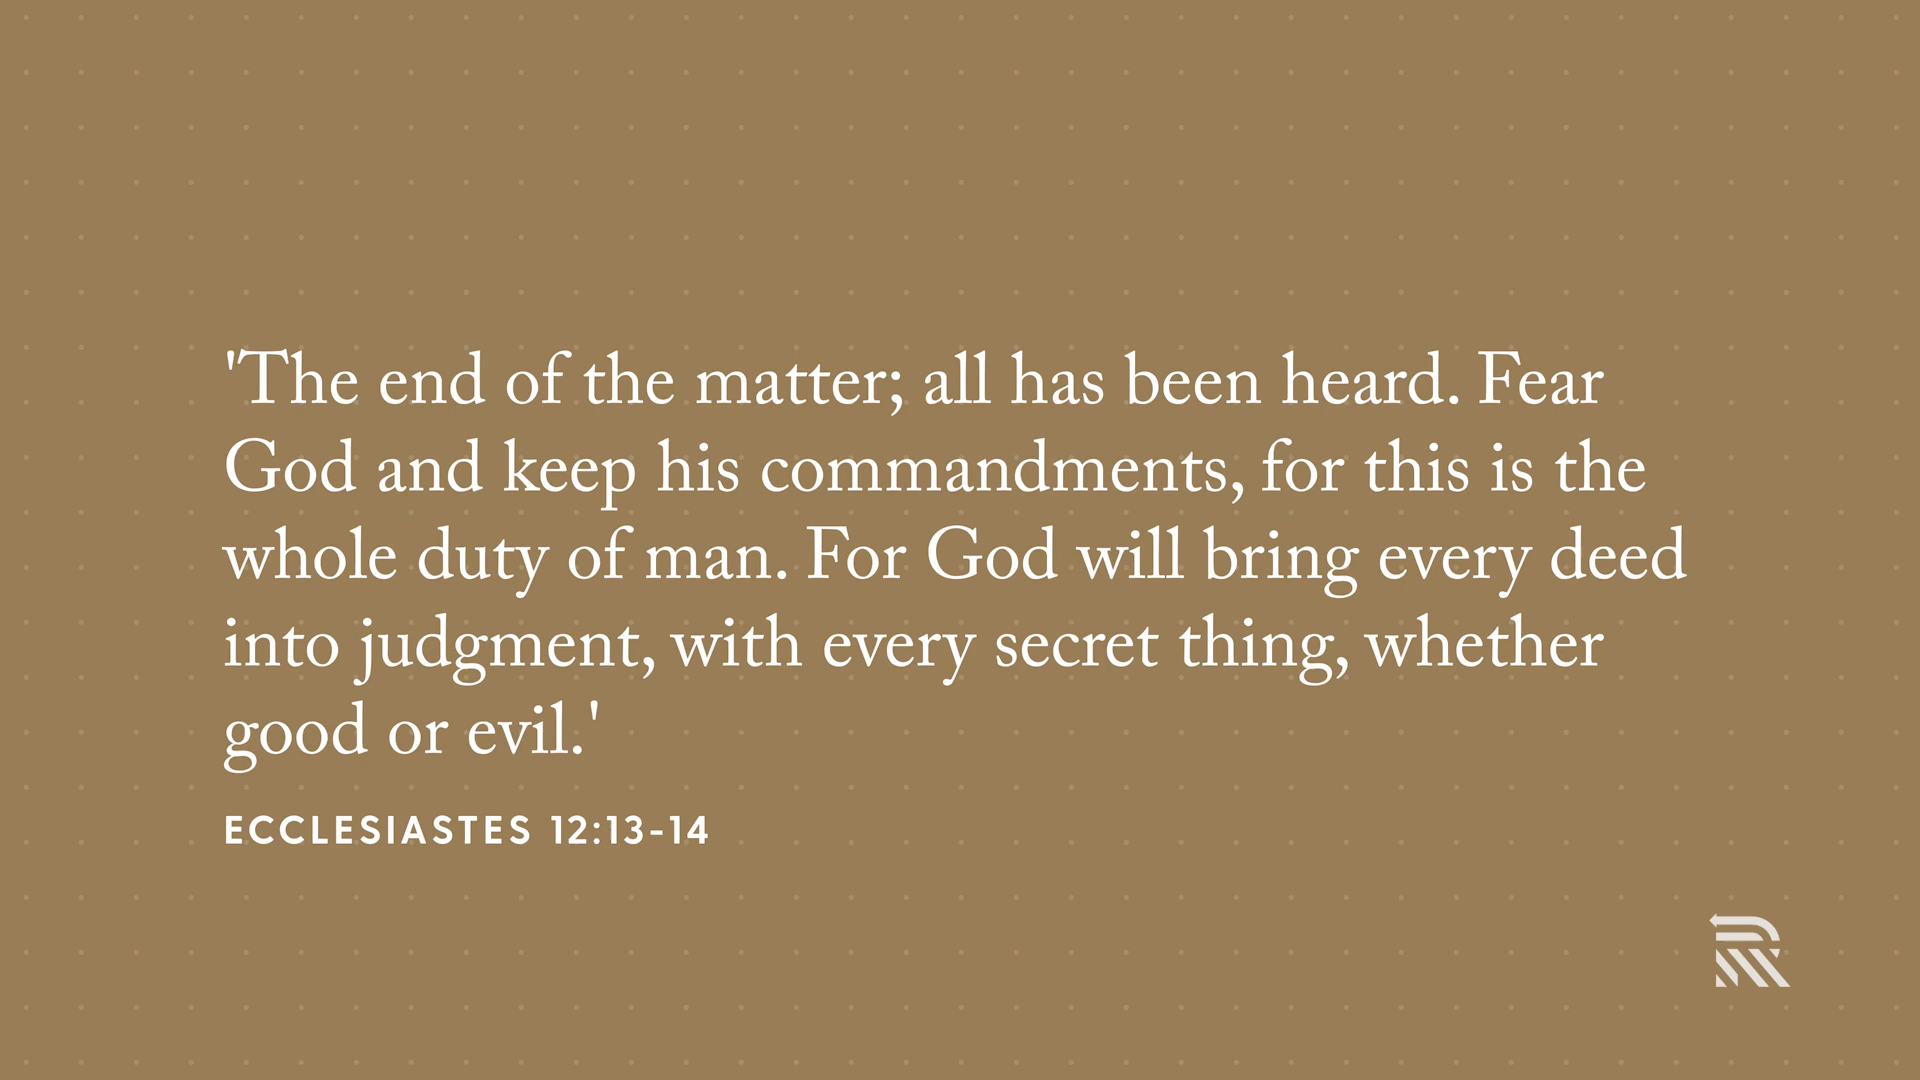 'The end of the matter; all has been heard. Fear
God and keep his commandments, for this is the
whole duty of man. For God will bring every deed
into judgment, with every secret thing, whether
good or evil.'
ECCLESIASTES 12:13-14